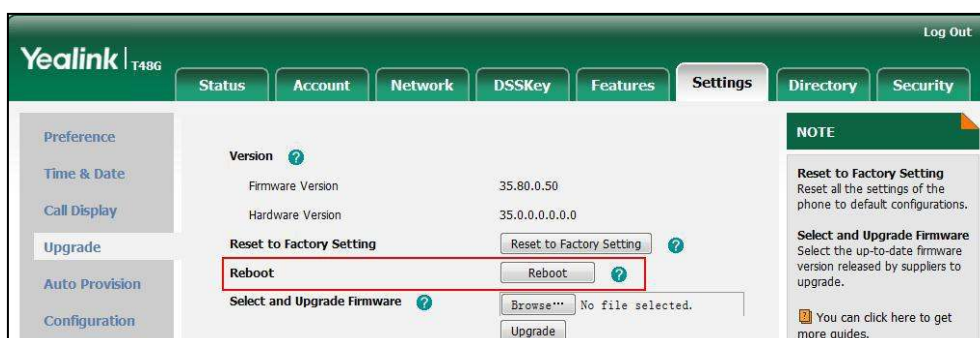 Log Out
Yealink T48G
Status Account Network DSSKey Features Settings Directory Security
Preference
Time & Date
Call Display
Upgrade
Auto Provision
Configuration
Version
Firmware Version 35.80.0.50
Hardware Version 35.0.0.0.0.0.0
Reset to Factory Setting Reset to Factory Setting
Reboot Reboot
Select and Upgrade Firmware Browse... No file selected.
Upgrade
NOTE
Reset to Factory Setting
Reset all the settings of the
phone to default configurations.
Select and Upgrade Firmware
Select the up-to-date firmware
version released by suppliers to
upgrade.
You can click here to get
more guides.